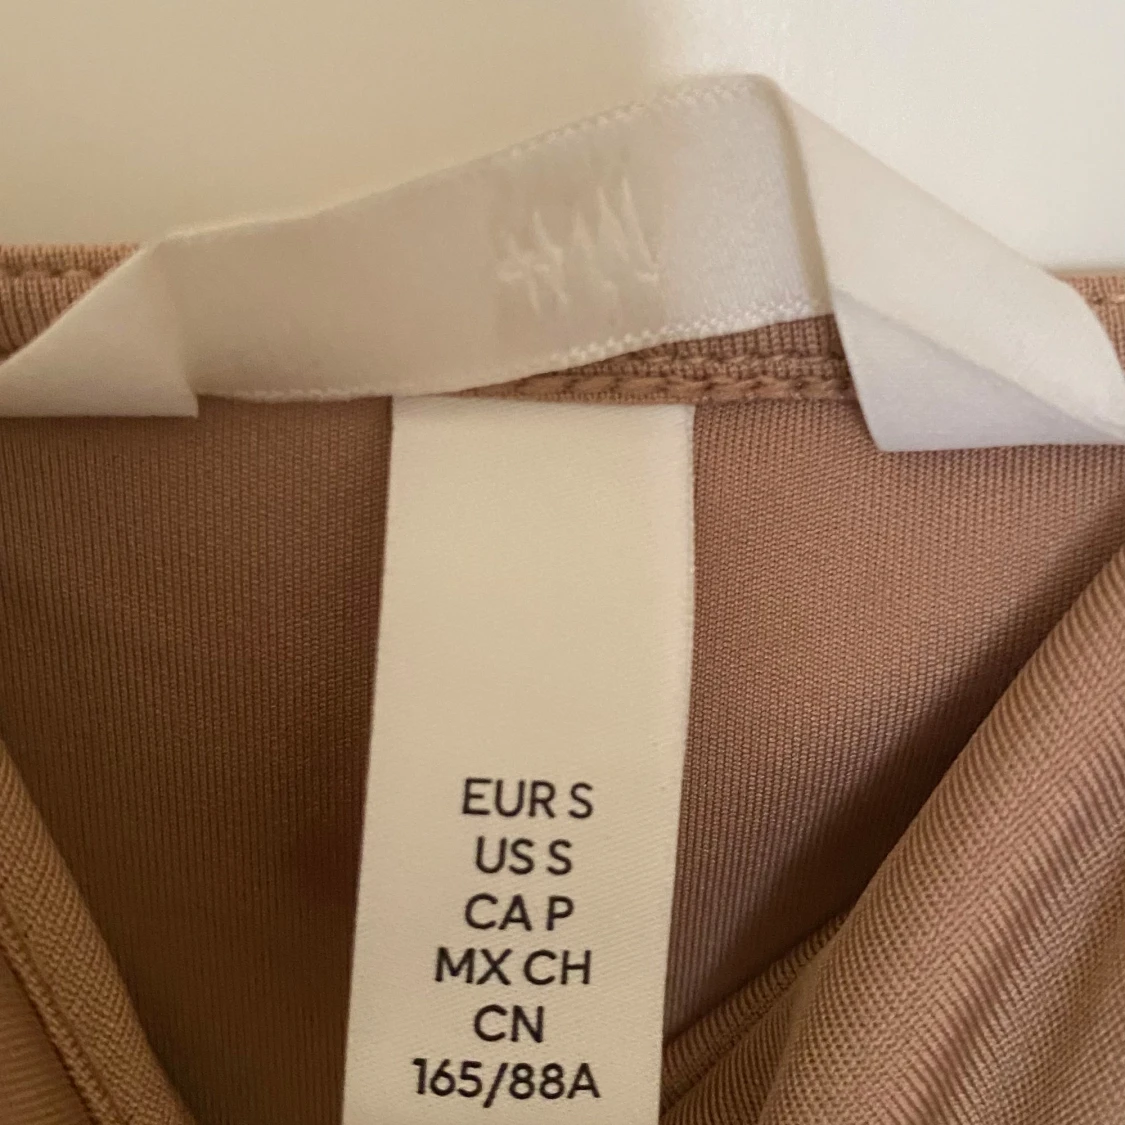 H&M
EUR S
US S
CA P
MX CH
CN
165/88A